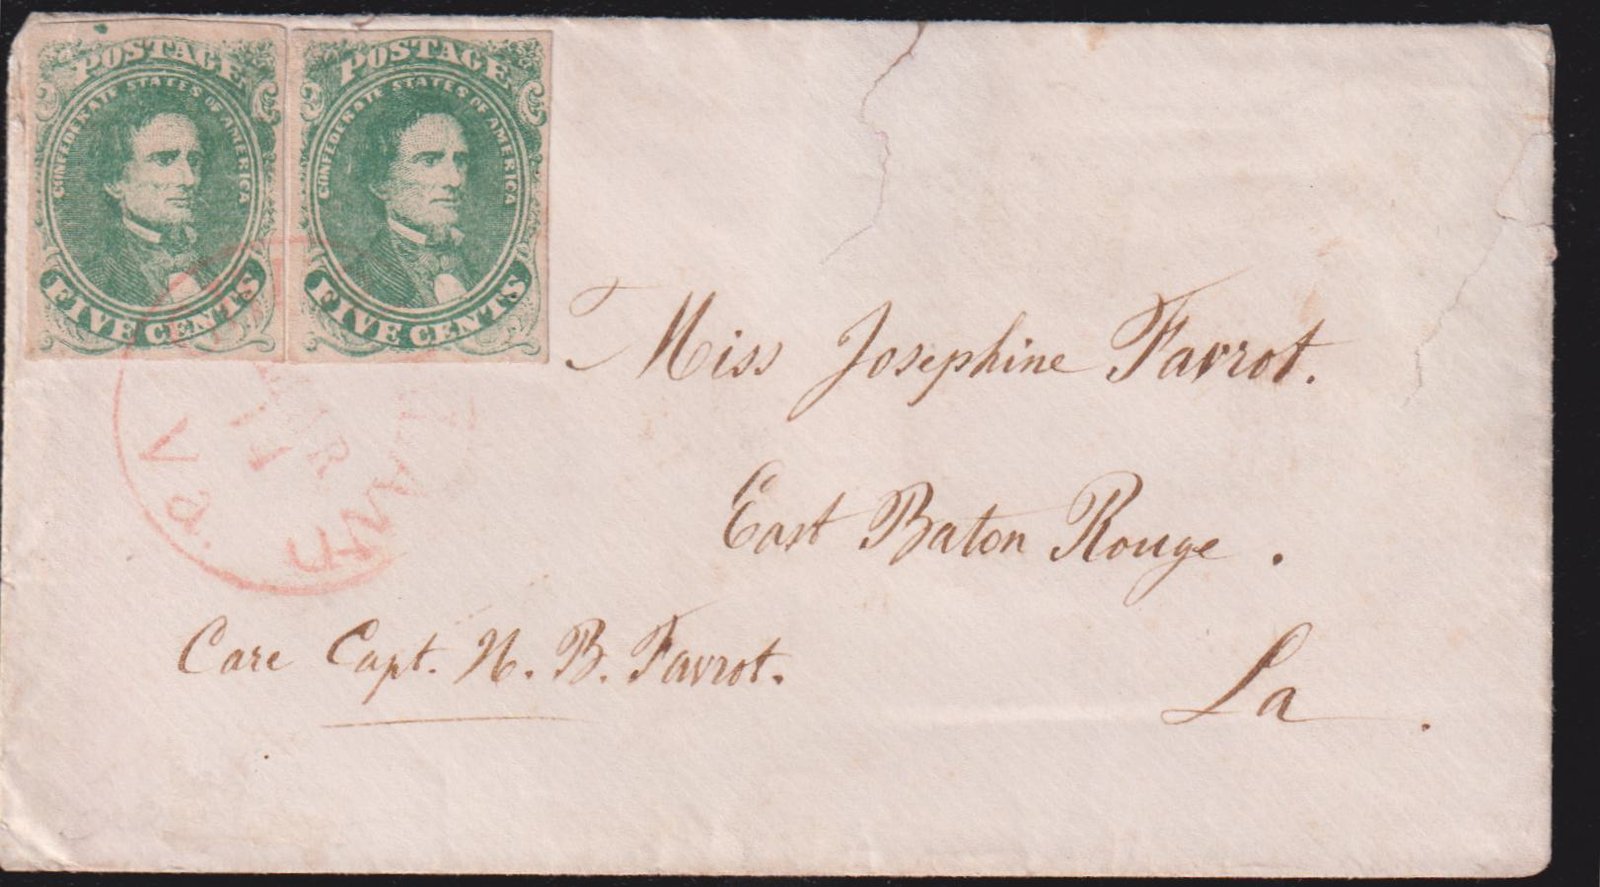 POSTAGE
CONFEDERATE STATES OF AMERICA
FIVE CENTS
POSTAGE
CONFEDERATE STATES OF AMERICA
FIVE CENTS
Miss Josephine Favrot.
East Baton Rouge.
La.
Care Capt. H. B. Favrot.